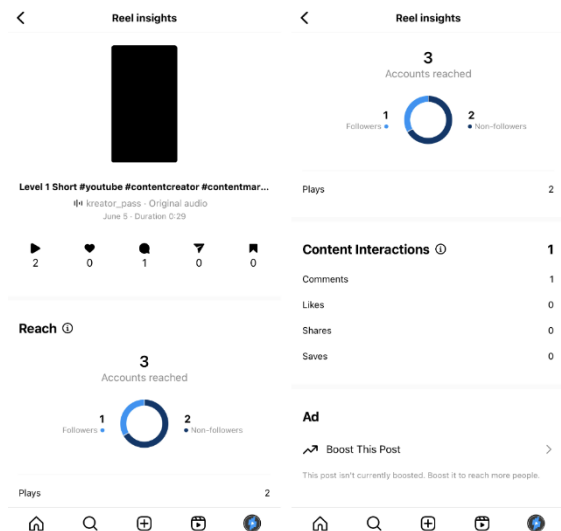 Reel insights
Level 1 Short #youtube #contentcreator #contentmar...
kreator_pass · Original audio
June 5 · Duration 0:29
2 0 1 0 0
Reach
3
Accounts reached
1 2
Followers Non-followers
Plays 2
Reel insights
3
Accounts reached
1 2
Followers Non-followers
Plays 2
Content Interactions 1
Comments 1
Likes 0
Shares 0
Saves 0
Ad
Boost This Post
This post isn't currently boosted. Boost it to reach more people.